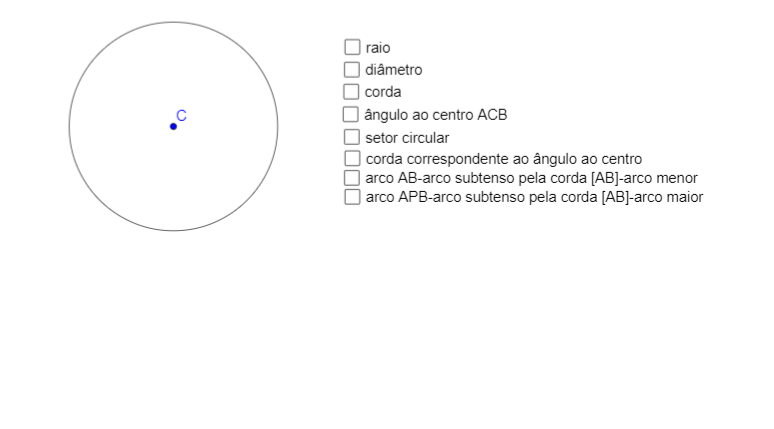 C
raio
diâmetro
corda
ângulo ao centro ACB
setor circular
corda correspondente ao ângulo ao centro
arco AB-arco subtenso pela corda [AB]-arco menor
arco APB-arco subtenso pela corda [AB]-arco maior